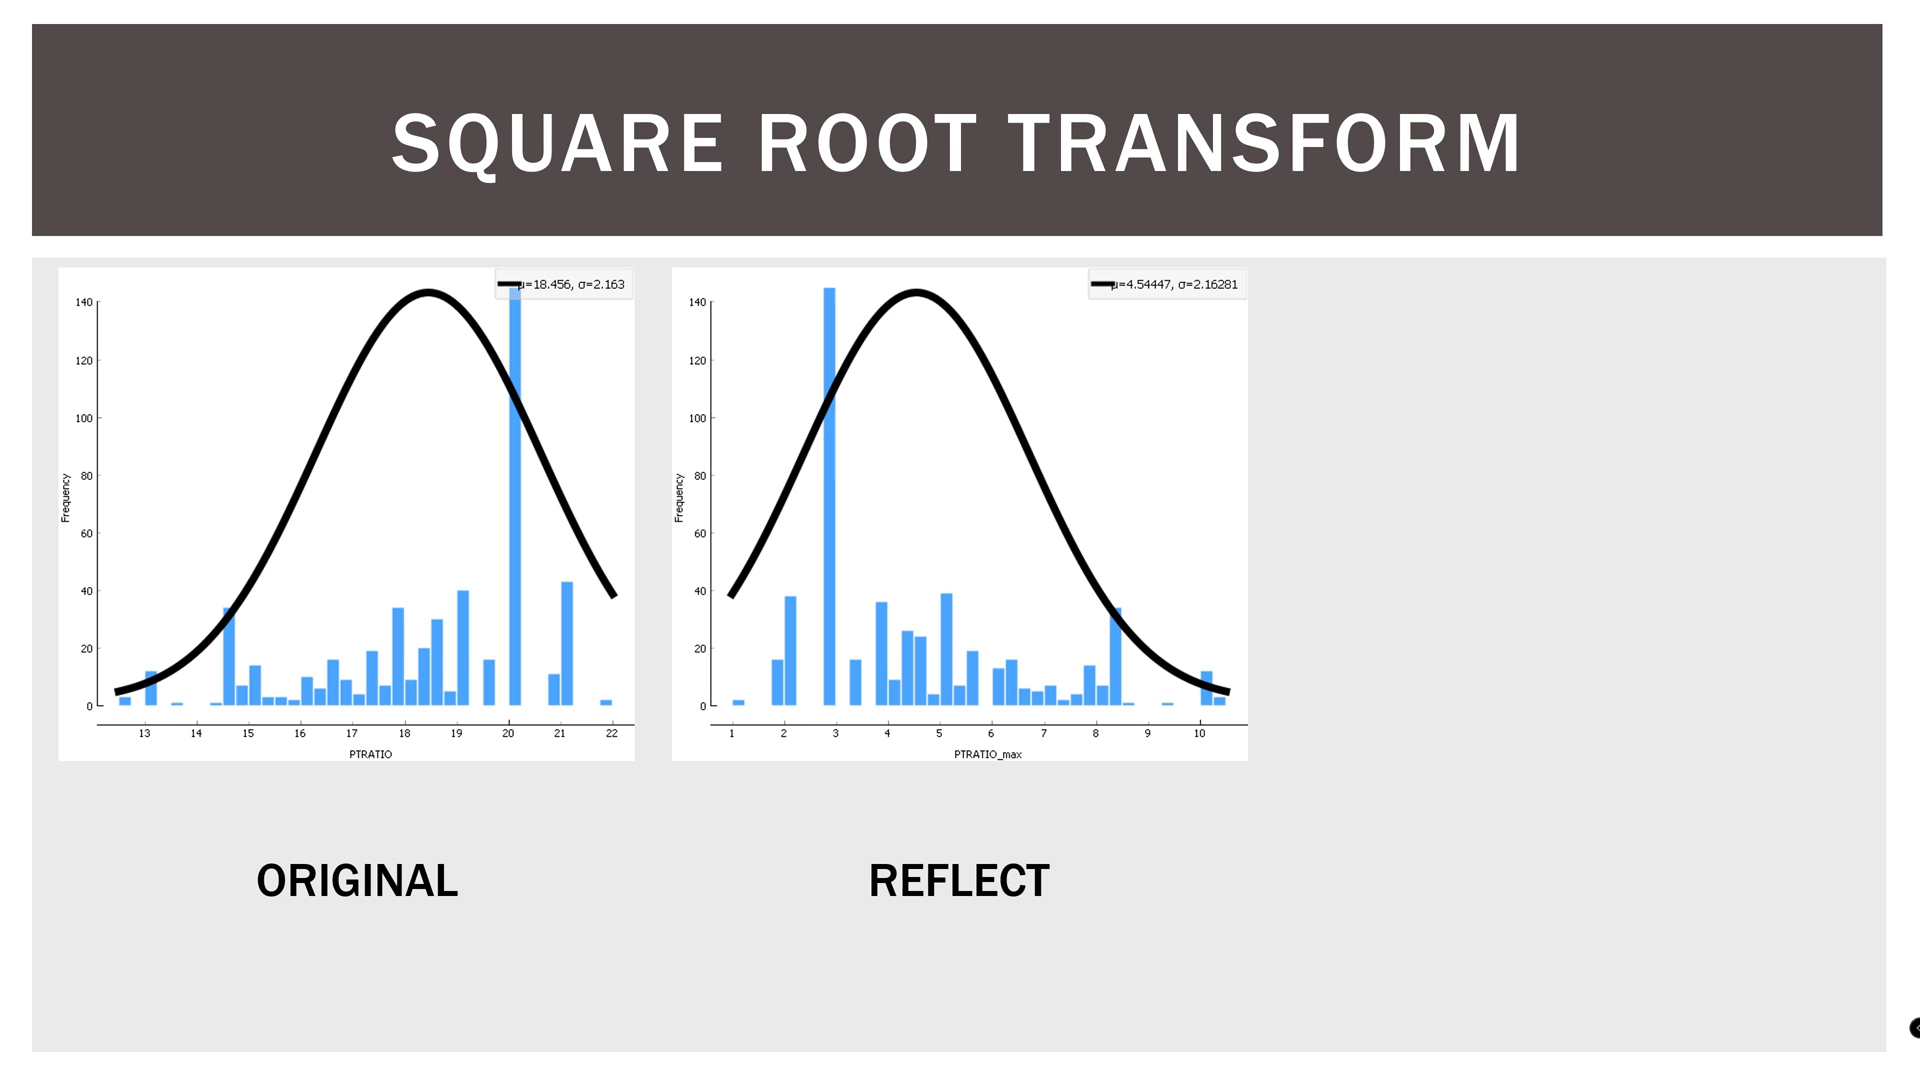 SQUARE ROOT TRANSFORM
μ=18.456, σ=2.163
140
120
100
80
60
40
20
0
Frequency
13 14 15 16 17 18 19 20 21 22
PTRATIO
μ=4.54447, σ=2.16281
140
120
100
80
60
40
20
0
Frequency
1 2 3 4 5 6 7 8 9 10
PTRATIO_max
ORIGINAL
REFLECT